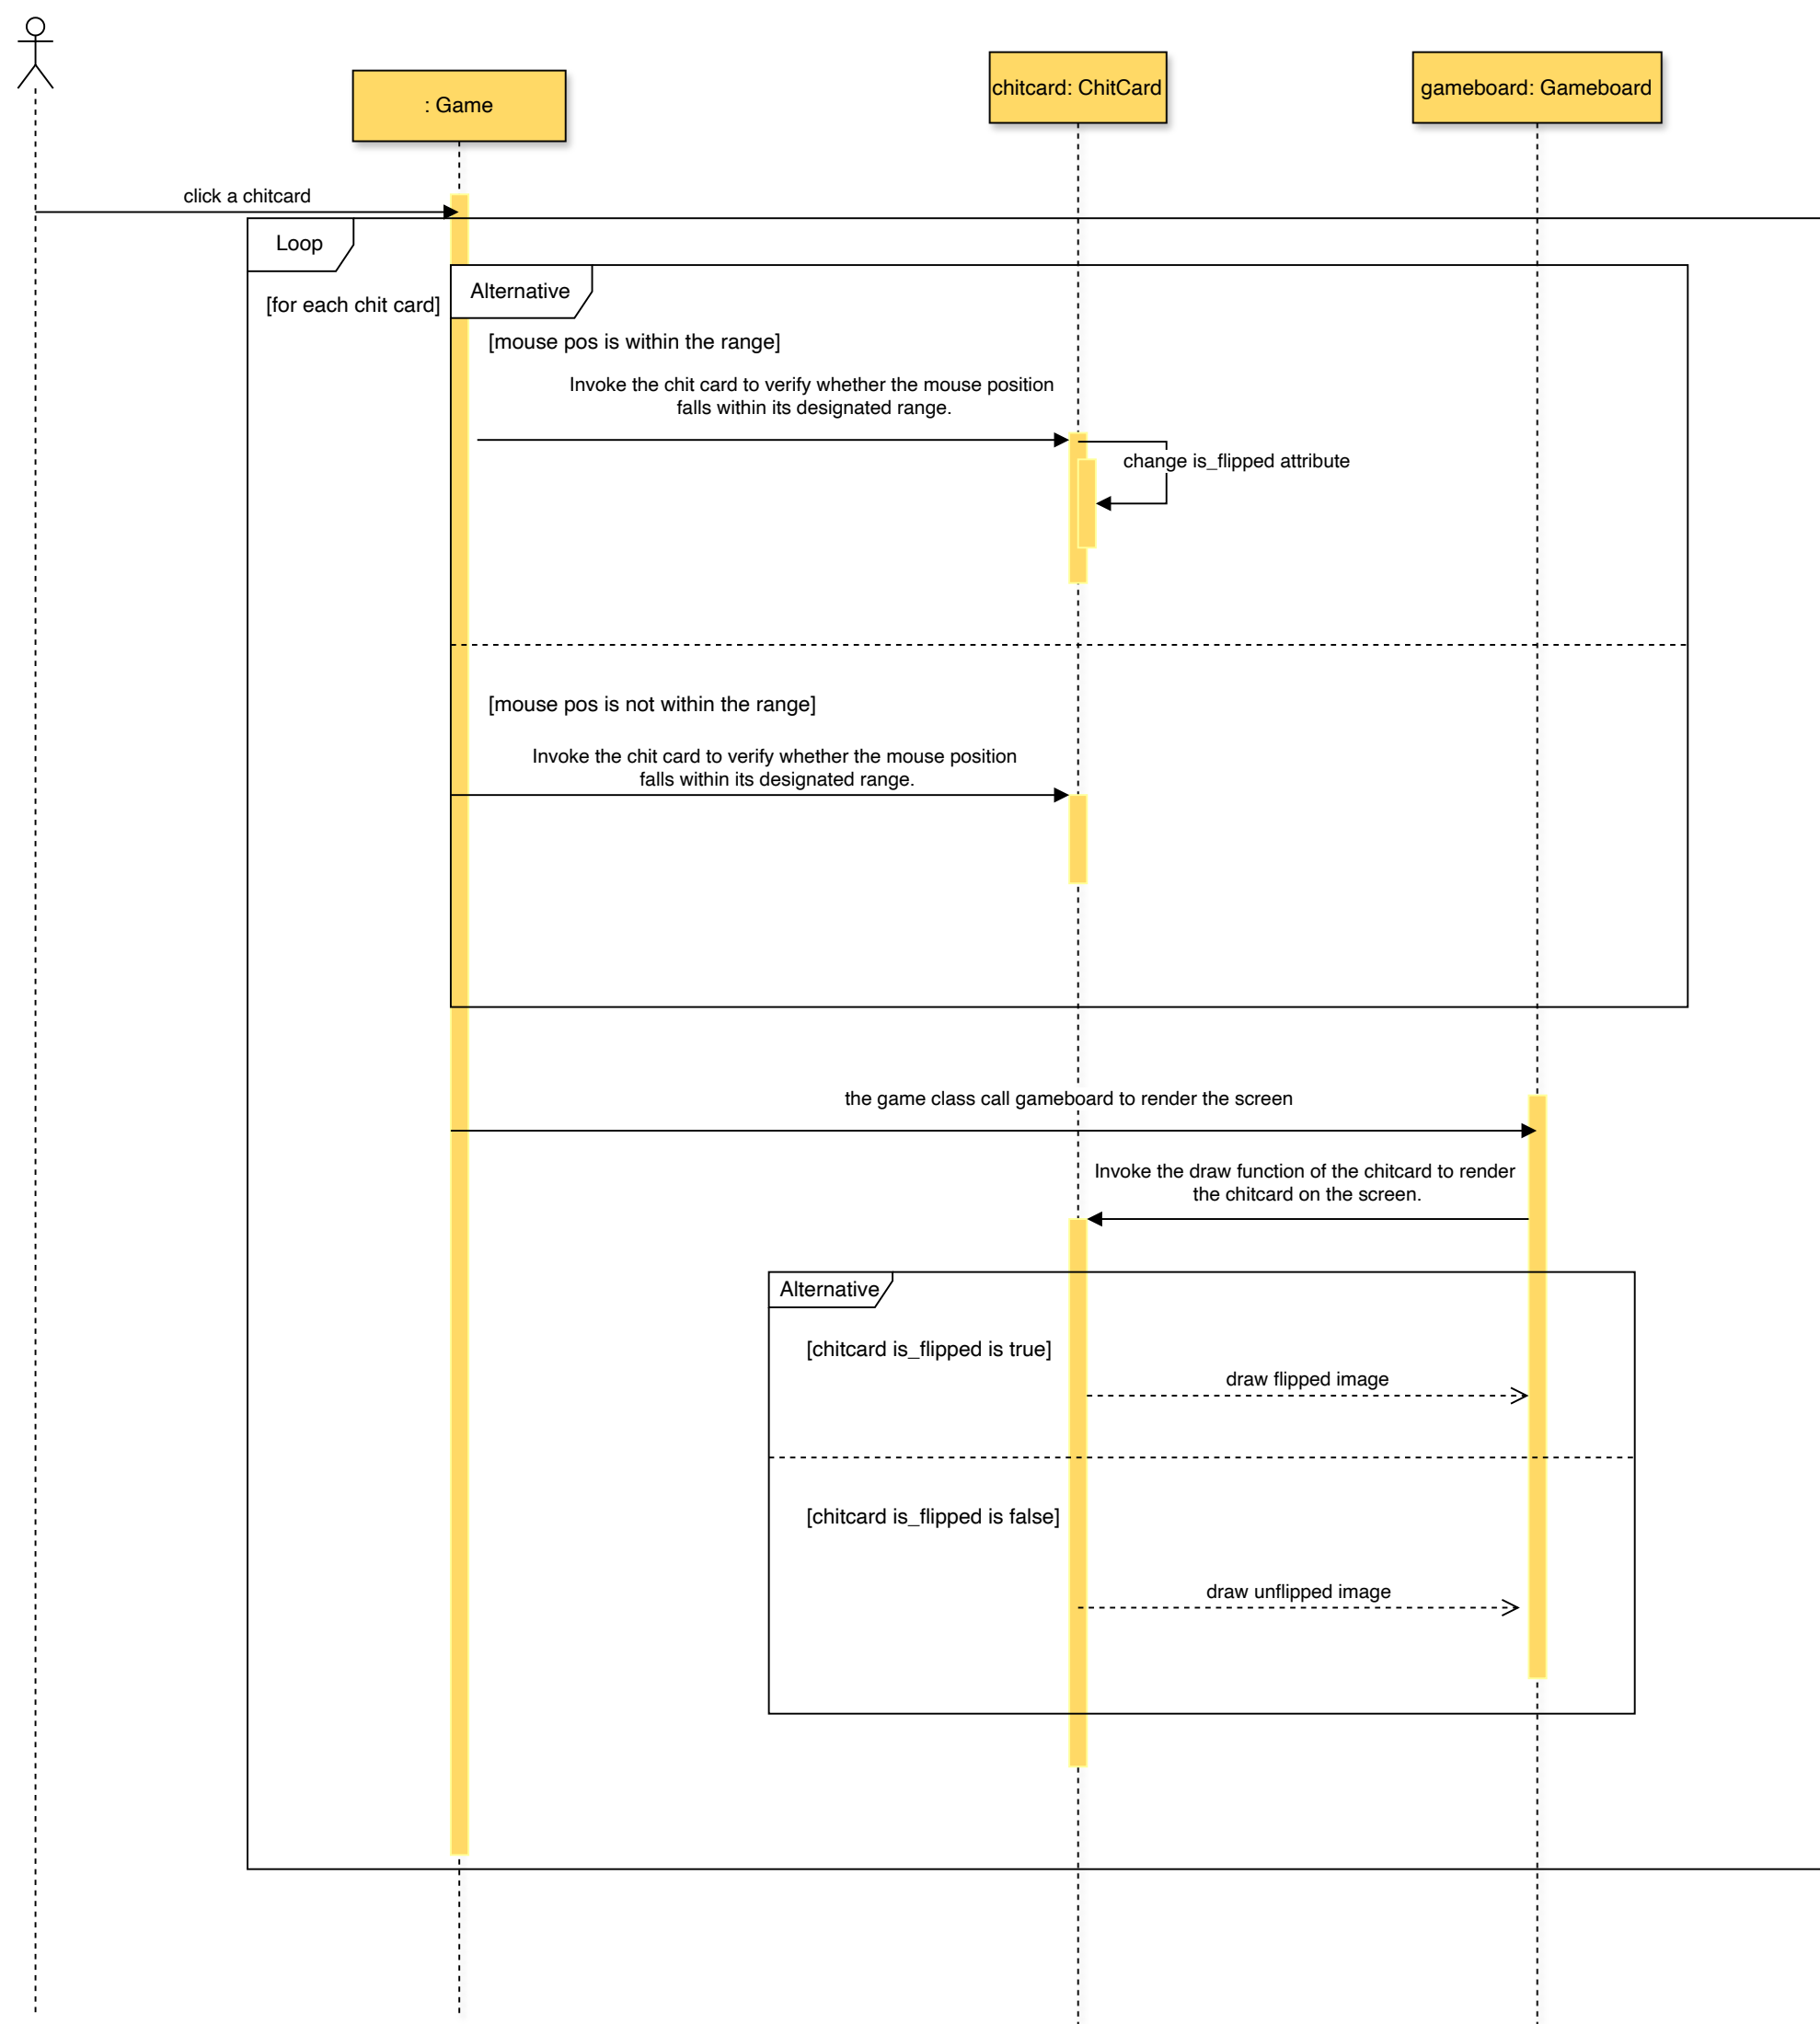 : Game
chitcard: ChitCard
gameboard: Gameboard
click a chitcard
Loop
[for each chit card]
Alternative
[mouse pos is within the range]
Invoke the chit card to verify whether the mouse position
falls within its designated range.
change is_flipped attribute
[mouse pos is not within the range]
Invoke the chit card to verify whether the mouse position
falls within its designated range.
the game class call gameboard to render the screen
Invoke the draw function of the chitcard to render
the chitcard on the screen.
Alternative
[chitcard is_flipped is true]
draw flipped image
[chitcard is_flipped is false]
draw unflipped image